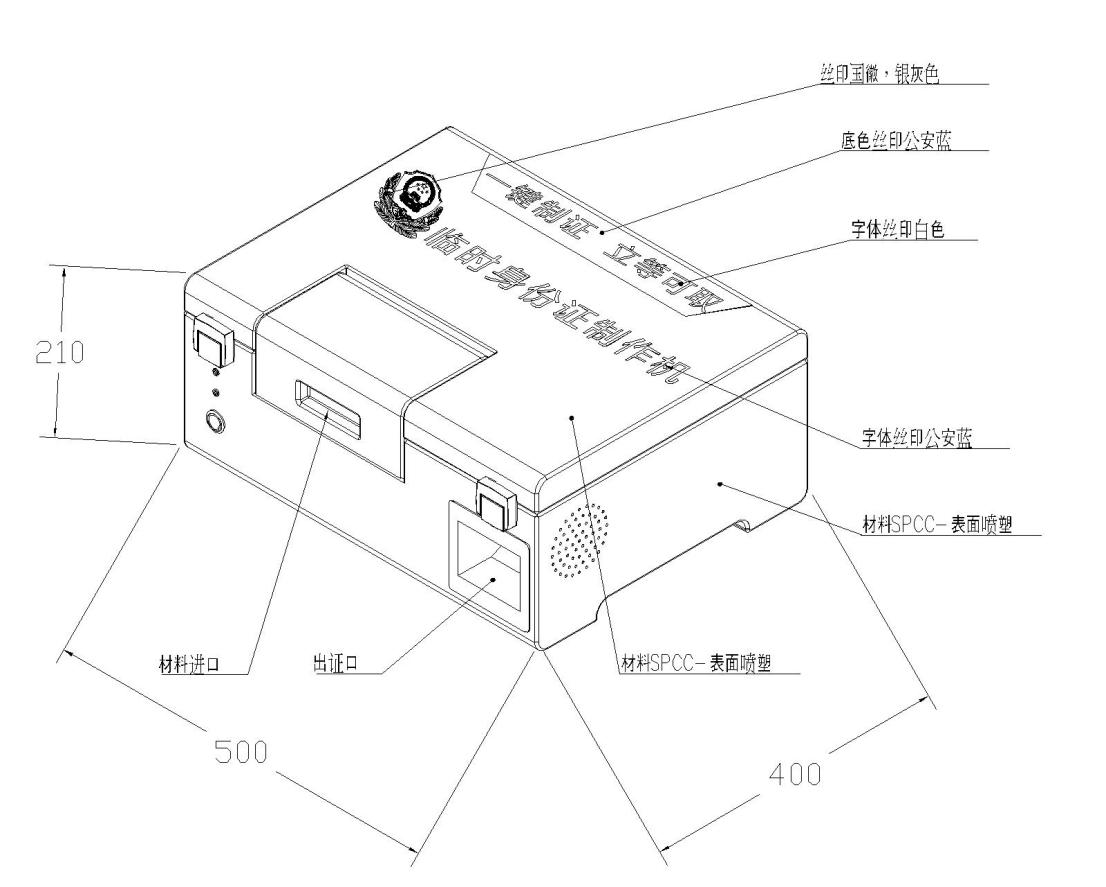 丝印国徽，银灰色
底色丝印公安蓝
一键制证 立等可取
字体丝印白色
临时身份证制作机
210
字体丝印公安蓝
材料SPCC-表面喷塑
材料进口
出证口
材料SPCC-表面喷塑
500
400